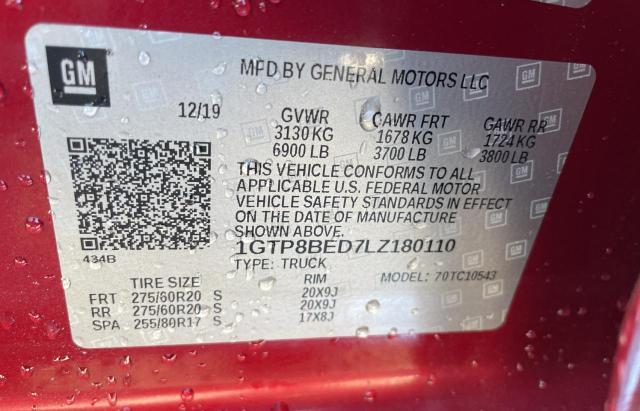 GM
MFD BY GENERAL MOTORS LLC
12/19 GVWR GAWR FRT GAWR RR
3130 KG 1678 KG 1724 KG
6900 LB 3700 LB 3800 LB
THIS VEHICLE CONFORMS TO ALL
APPLICABLE U.S. FEDERAL MOTOR
VEHICLE SAFETY STANDARDS IN EFFECT
ON THE DATE OF MANUFACTURE
SHOWN ABOVE.
434B 1GTP8BED7LZ180110
TYPE: TRUCK MODEL: 70TC10543
TIRE SIZE RIM
FRT 275/60R20 S 20X9J
RR 275/60R20 S 20X9J
SPA 255/80R17 S 17X8J